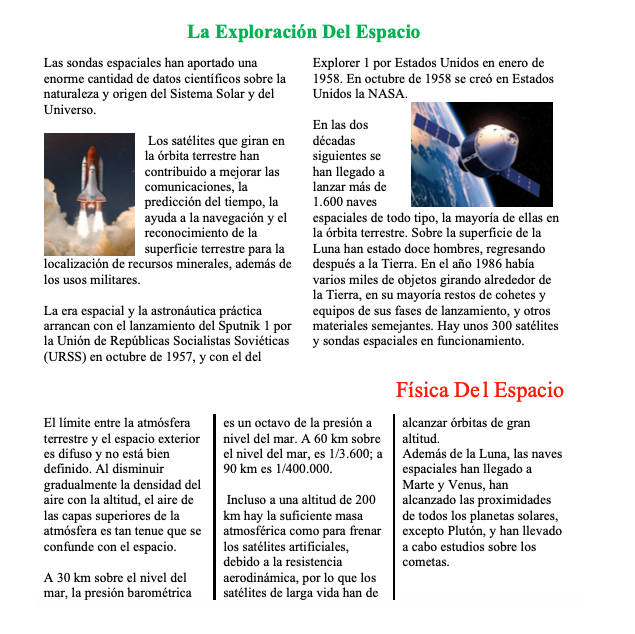 La Exploración Del Espacio
Las sondas espaciales han aportado una
enorme cantidad de datos científicos sobre la
naturaleza y origen del Sistema Solar y del
Universo.
Los satélites que giran en
la órbita terrestre han
contribuido a mejorar las
comunicaciones, la
predicción del tiempo, la
ayuda a la navegación y el
reconocimiento de la
superficie terrestre para la
localización de recursos minerales, además de
los usos militares.
La era espacial y la astronáutica práctica
arrancan con el lanzamiento del Sputnik 1 por
la Unión de Repúblicas Socialistas Soviéticas
(URSS) en octubre de 1957, y con el del
Explorer 1 por Estados Unidos en enero de
1958. En octubre de 1958 se creó en Estados
Unidos la NASA.
En las dos
décadas
siguientes se
han llegado a
lanzar más de
1.600 naves
espaciales de todo tipo, la mayoría de ellas en
la órbita terrestre. Sobre la superficie de la
Luna han estado doce hombres, regresando
después a la Tierra. En el año 1986 había
varios miles de objetos girando alrededor de
la Tierra, en su mayoría restos de cohetes y
equipos de sus fases de lanzamiento, y otros
materiales semejantes. Hay unos 300 satélites
y sondas espaciales en funcionamiento.
Física Del Espacio
El límite entre la atmósfera
terrestre y el espacio exterior
es difuso y no está bien
definido. Al disminuir
gradualmente la densidad del
aire con la altitud, el aire de
las capas superiores de la
atmósfera es tan tenue que se
confunde con el espacio.
A 30 km sobre el nivel del
mar, la presión barométrica
es un octavo de la presión a
nivel del mar. A 60 km sobre
el nivel del mar, es 1/3.600; a
90 km es 1/400.000.
Incluso a una altitud de 200
km hay la suficiente masa
atmosférica como para frenar
los satélites artificiales,
debido a la resistencia
aerodinámica, por lo que los
satélites de larga vida han de
alcanzar órbitas de gran
altitud.
Además de la Luna, las naves
espaciales han llegado a
Marte y Venus, han
alcanzado las proximidades
de todos los planetas solares,
excepto Plutón, y han llevado
a cabo estudios sobre los
cometas.